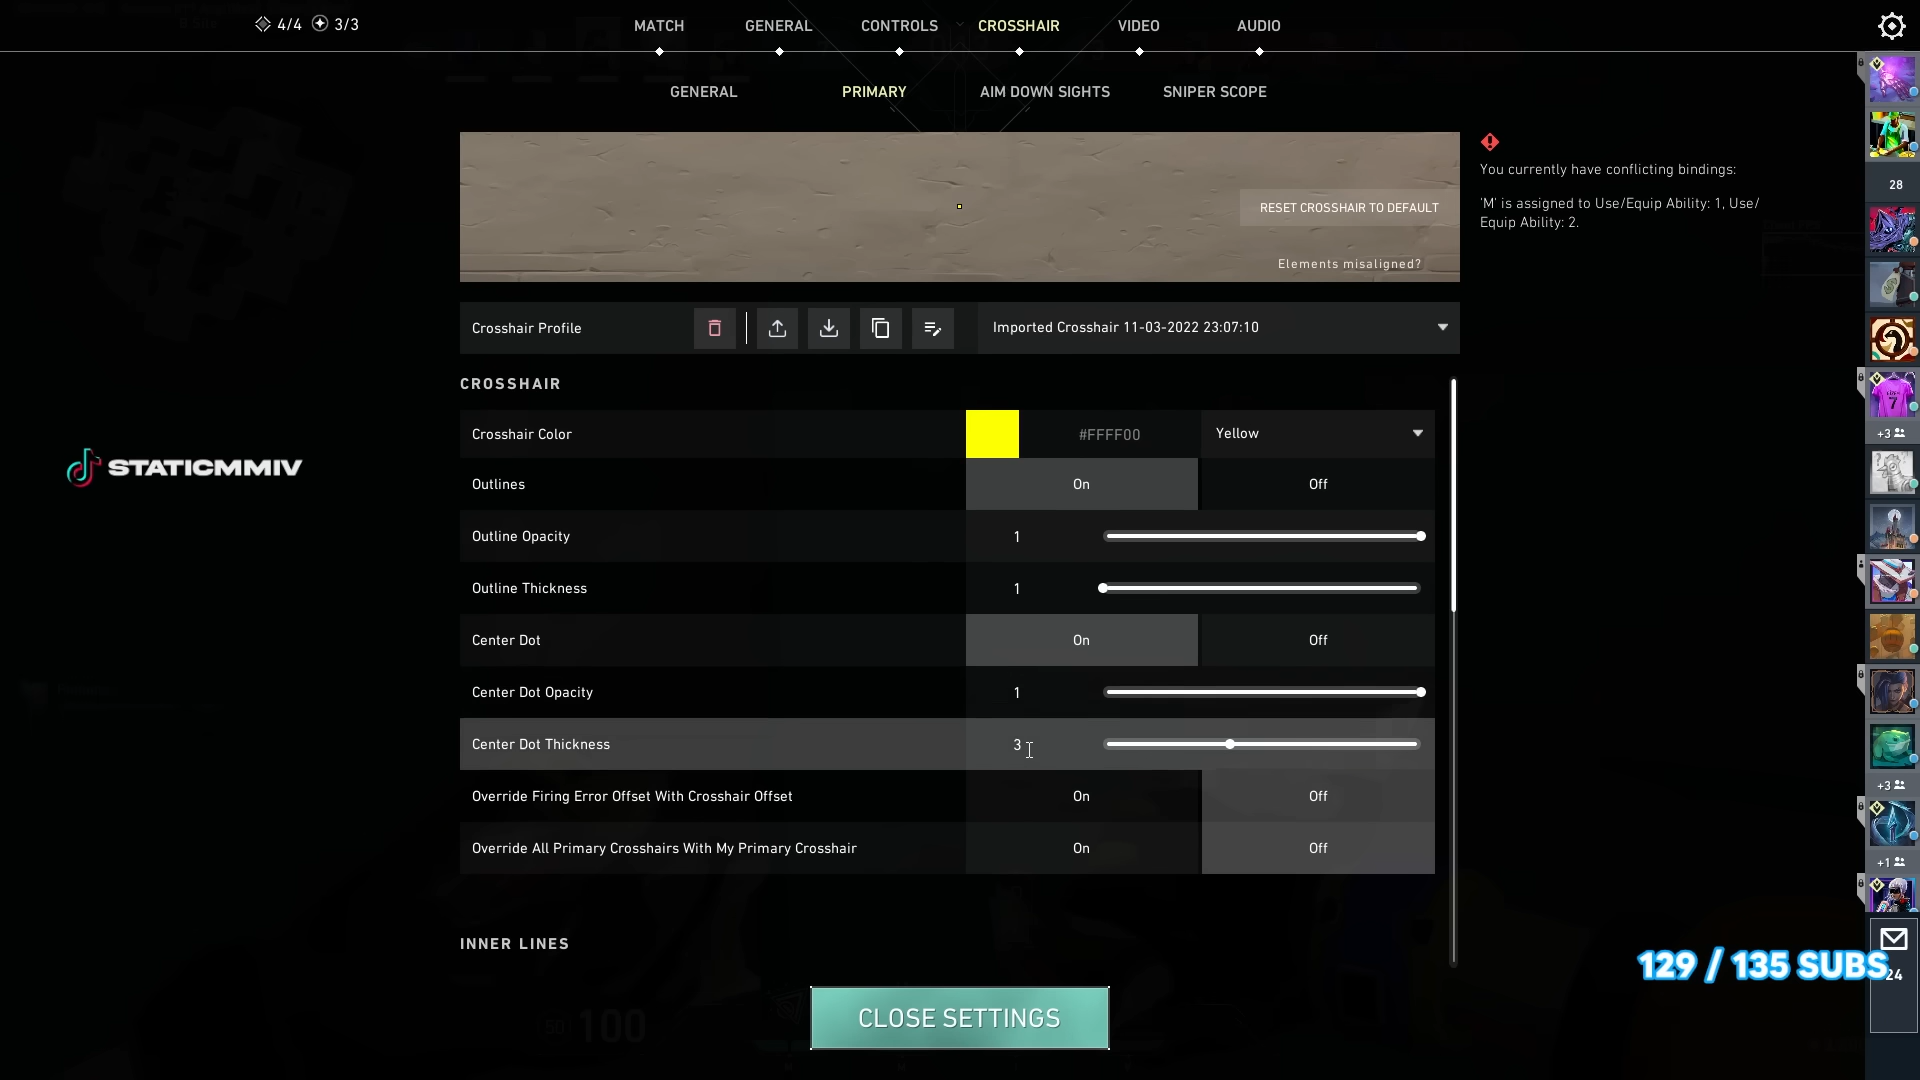 4/4 3/3
MATCH GENERAL CONTROLS CROSSHAIR VIDEO AUDIO
GENERAL PRIMARY AIM DOWN SIGHTS SNIPER SCOPE
RESET CROSSHAIR TO DEFAULT
Elements misaligned?
You currently have conflicting bindings:
'M' is assigned to Use/Equip Ability: 1, Use/
Equip Ability: 2.
28
Crosshair Profile Imported Crosshair 11-03-2022 23:07:10
CROSSHAIR
Crosshair Color #FFFF00 Yellow
+3
STATICMMIV
Outlines On Off
Outline Opacity 1
Outline Thickness 1
Center Dot On Off
Center Dot Opacity 1
Center Dot Thickness 3
+3
Override Firing Error Offset With Crosshair Offset On Off
Override All Primary Crosshairs With My Primary Crosshair On Off
+1
INNER LINES
129 / 135 SUBS
24
CLOSE SETTINGS
100